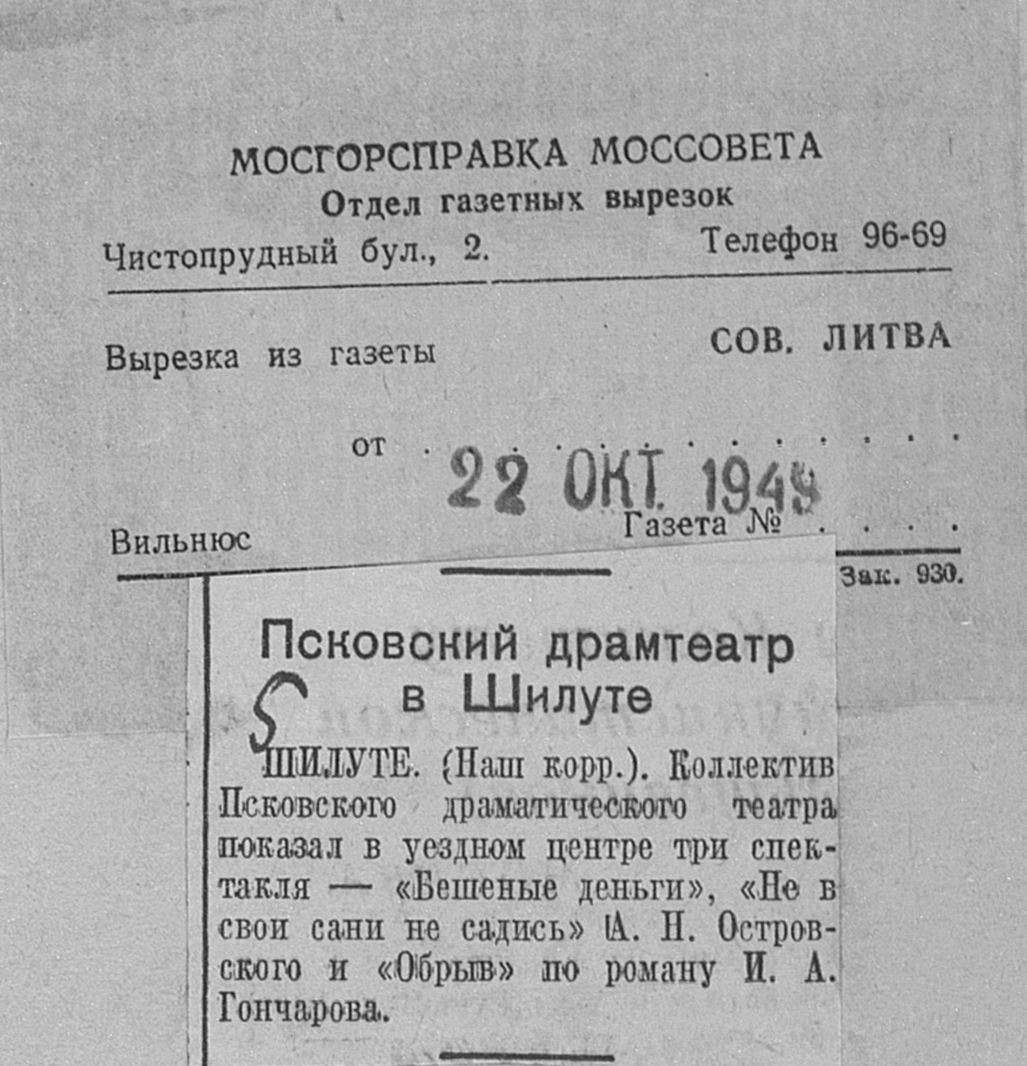 МОСГОРСПРАВКА МОССОВЕТА
Отдел газетных вырезок
Чистопрудный бул., 2. Телефон 96-69
Вырезка из газеты СОВ. ЛИТВА
от . . . . . . . . . . . . .
22 ОКТ. 1949
Вильнюс Газета № . . . .
Зак. 930.
Псковский драмтеатр
в Шилуте
ШИЛУТЕ. (Наш корр.). Коллектив
Псковского драматического театра
показал в уездном центре три спек-
такля — «Бешеные деньги», «Не в
свои сани не садись» А. Н. Остров-
ского и «Обрыв» по роману И. А.
Гончарова.